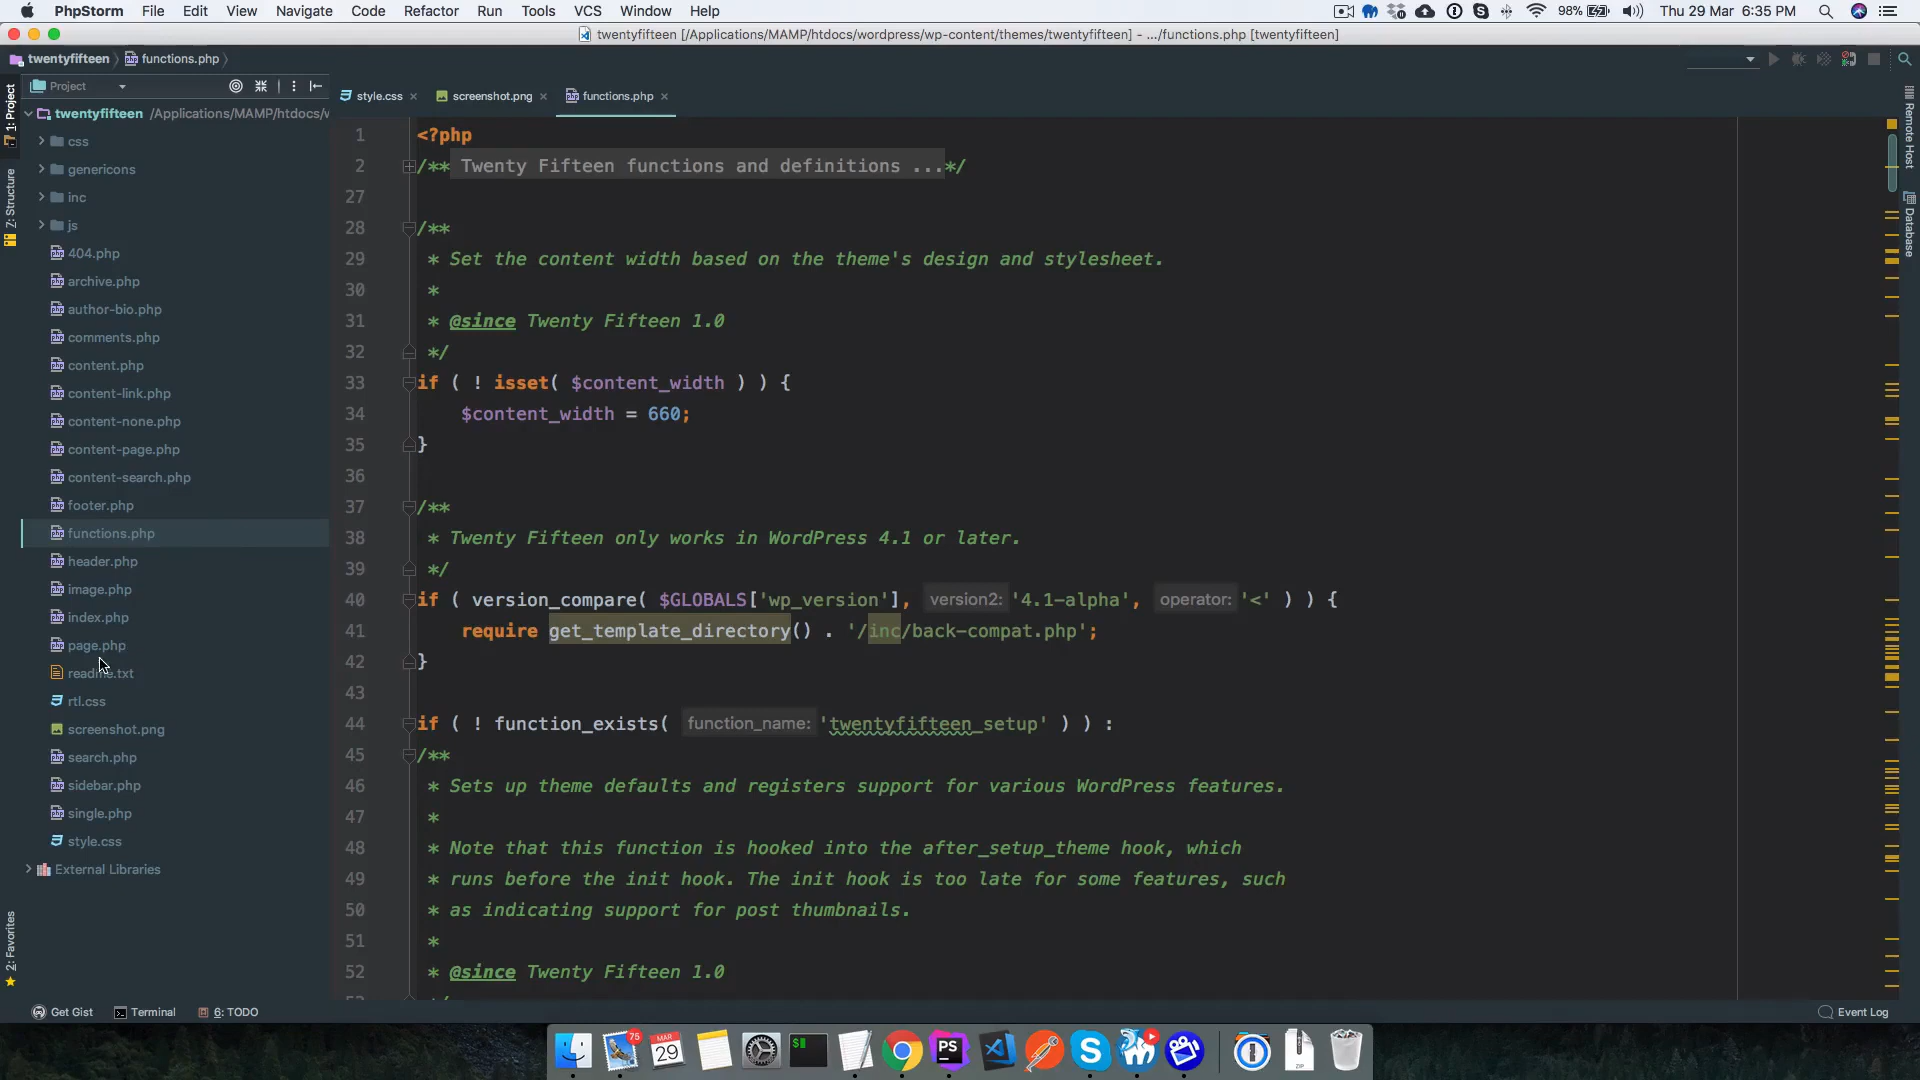 PhpStorm File Edit View Navigate Code Refactor Run Tools VCS Window Help 98% Thu 29 Mar 6:35 PM
twentyfifteen [/Applications/MAMP/htdocs/wordpress/wp-content/themes/twentyfifteen] - .../functions.php [twentyfifteen]
twentyfifteen functions.php
Project
style.css screenshot.png functions.php
1: Project
7: Structure
2: Favorites
twentyfifteen /Applications/MAMP/htdocs/
css
genericons
inc
js
404.php
archive.php
author-bio.php
comments.php
content.php
content-link.php
content-none.php
content-page.php
content-search.php
footer.php
functions.php
header.php
image.php
index.php
page.php
readme.txt
rtl.css
screenshot.png
search.php
sidebar.php
single.php
style.css
External Libraries
1 <?php
2 /** Twenty Fifteen functions and definitions ...*/
27
28 /**
29 * Set the content width based on the theme's design and stylesheet.
30 *
31 * @since Twenty Fifteen 1.0
32 */
33 if ( ! isset( $content_width ) ) {
34 $content_width = 660;
35 }
36
37 /**
38 * Twenty Fifteen only works in WordPress 4.1 or later.
39 */
40 if ( version_compare( $GLOBALS['wp_version'], version2: '4.1-alpha', operator: '<' ) ) {
41 require get_template_directory() . '/inc/back-compat.php';
42 }
43
44 if ( ! function_exists( function_name: 'twentyfifteen_setup' ) ) :
45 /**
46 * Sets up theme defaults and registers support for various WordPress features.
47 *
48 * Note that this function is hooked into the after_setup_theme hook, which
49 * runs before the init hook. The init hook is too late for some features, such
50 * as indicating support for post thumbnails.
51 *
52 * @since Twenty Fifteen 1.0
Remote Host
Database
Get Gist Terminal 6: TODO Event Log
75
MAR
29
$
PS
S
ZIP